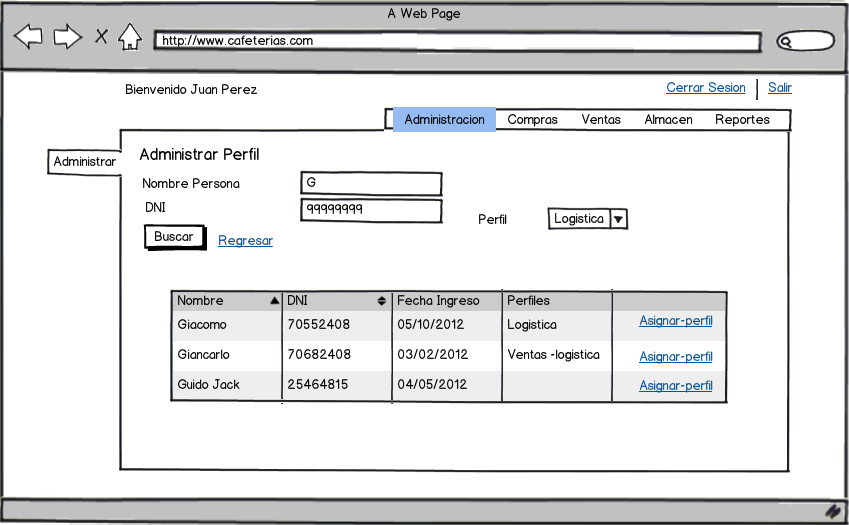 A Web Page
http://www.cafeterias.com
Bienvenido Juan Perez
Cerrar Sesion Salir
Administracion Compras Ventas Almacen Reportes
Administrar
Administrar Perfil
Nombre Persona G
DNI 99999999
Perfil Logistica
Buscar Regresar
Nombre DNI Fecha Ingreso Perfiles
Giacomo 70552408 05/10/2012 Logistica Asignar-perfil
Giancarlo 70682408 03/02/2012 Ventas -logistica Asignar-perfil
Guido Jack 25464815 04/05/2012 Asignar-perfil